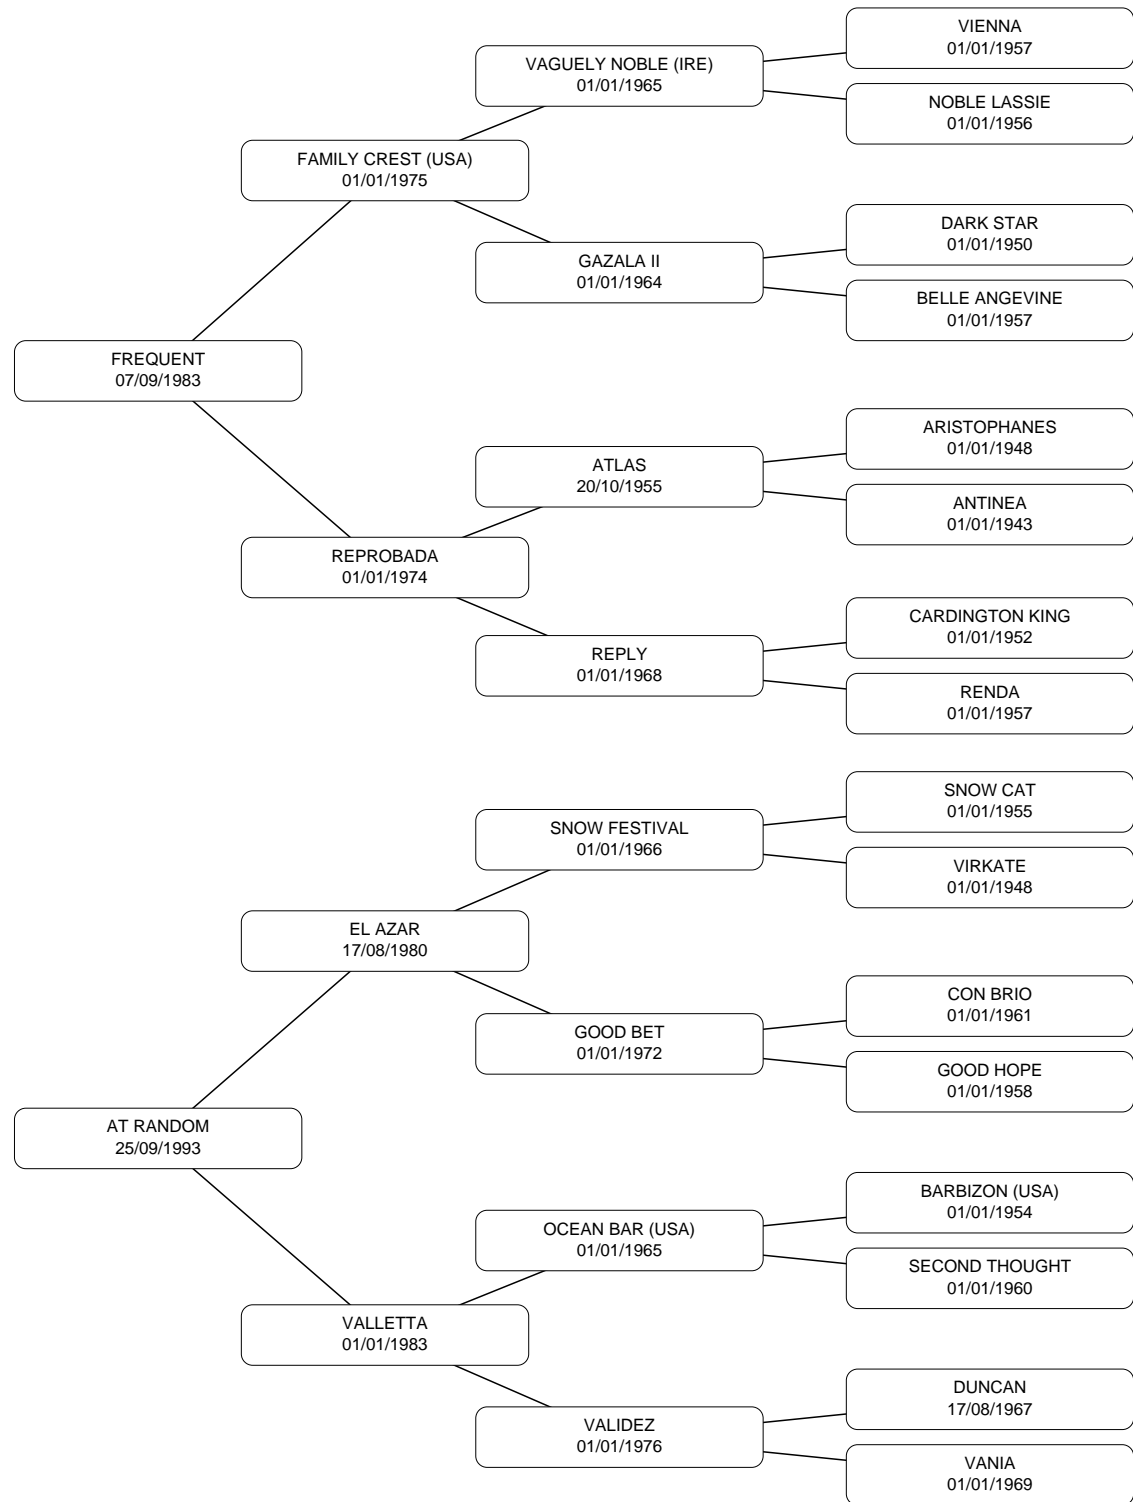 VIENNA
01/01/1957
VAGUELY NOBLE (IRE)
01/01/1965
NOBLE LASSIE
01/01/1956
FAMILY CREST (USA)
01/01/1975
DARK STAR
01/01/1950
GAZALA II
01/01/1964
BELLE ANGEVINE
01/01/1957
FREQUENT
07/09/1983
ARISTOPHANES
01/01/1948
ATLAS
20/10/1955
ANTINEA
01/01/1943
REPROBADA
01/01/1974
CARDINGTON KING
01/01/1952
REPLY
01/01/1968
RENDA
01/01/1957
SNOW CAT
01/01/1955
SNOW FESTIVAL
01/01/1966
VIRKATE
01/01/1948
EL AZAR
17/08/1980
CON BRIO
01/01/1961
GOOD BET
01/01/1972
GOOD HOPE
01/01/1958
AT RANDOM
25/09/1993
BARBIZON (USA)
01/01/1954
OCEAN BAR (USA)
01/01/1965
SECOND THOUGHT
01/01/1960
VALLETTA
01/01/1983
DUNCAN
17/08/1967
VALIDEZ
01/01/1976
VANIA
01/01/1969